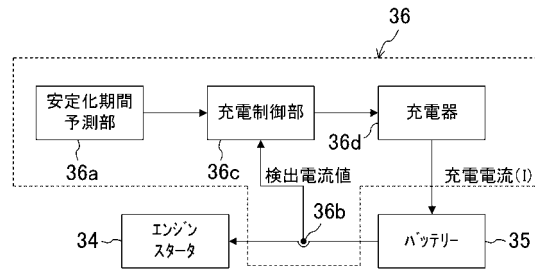 36
安定化期間
予測部
36a
充電制御部
36c
充電器
36d
検出電流値
充電電流(I)
36b
エンジン
スタータ
34
バッテリー
35